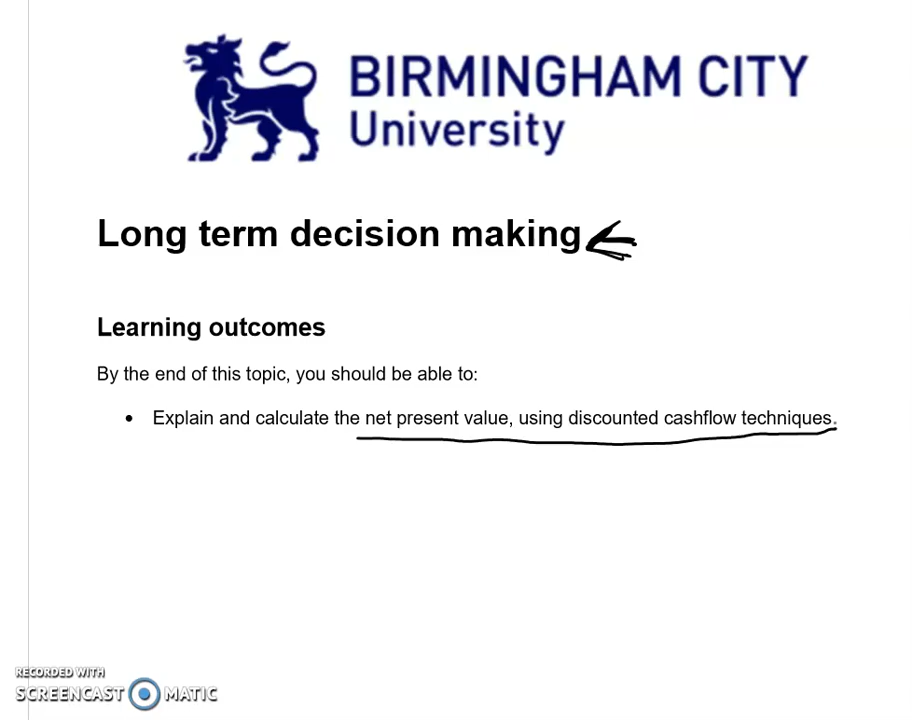 BIRMINGHAM CITY
University
Long term decision making
Learning outcomes
By the end of this topic, you should be able to:
• Explain and calculate the net present value, using discounted cashflow techniques.
RECORDED WITH
SCREENCAST MATIC